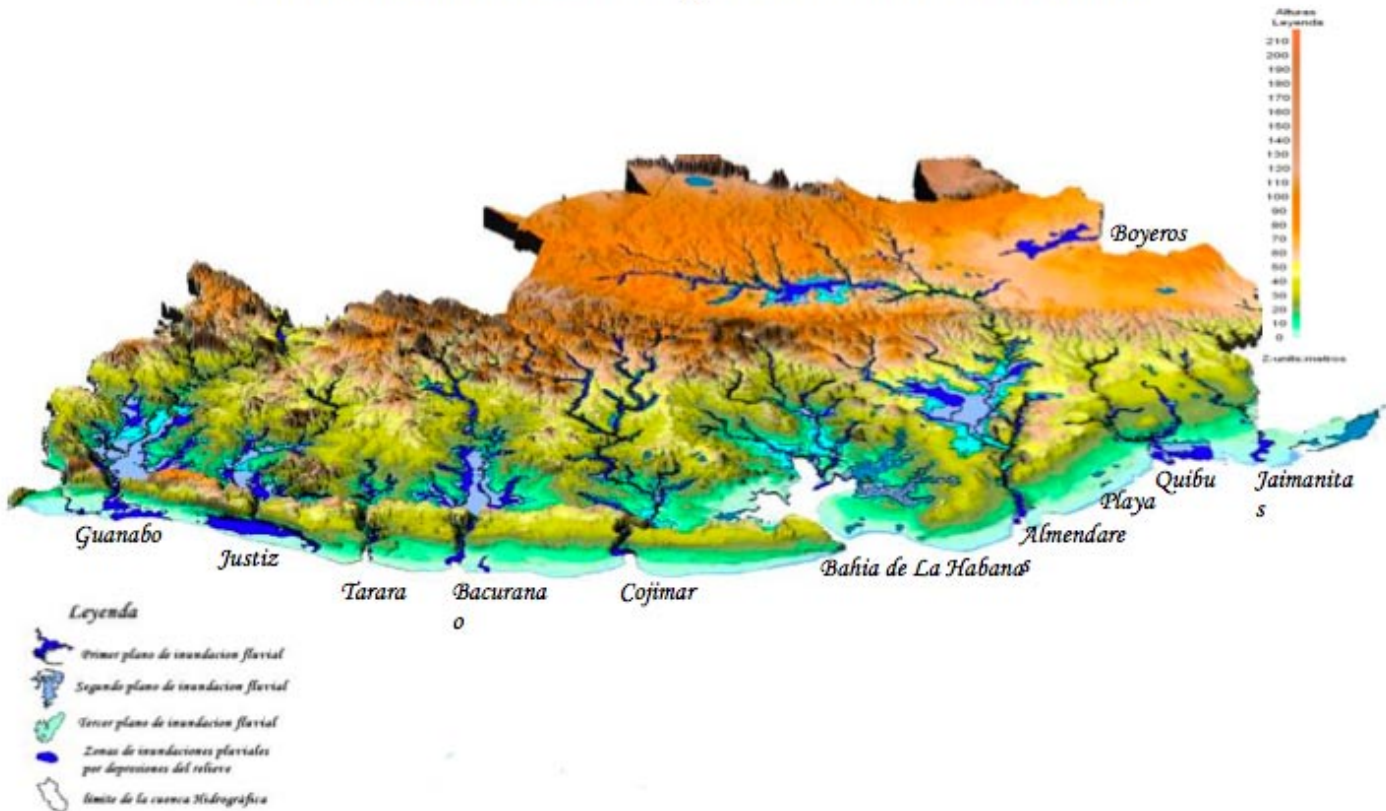 Alturas
Leyenda
210
200
190
180
170
160
150
140
130
120
110
100
90
80
70
60
50
40
30
20
10
0
Z-units:metros
Boyeros
Guanabo
Justiz
Tarara
Bacurana
o
Cojimar
Bahia de La Habana
Almendare
s
Playa
Quibu
Jaimanita
s
Leyenda
Primer plano de inundacion fluvial
Segundo plano de inundacion fluvial
Tercer plano de inundacion fluvial
Zonas de inundaciones pluviales
por depresiones del relieve
límite de la cuenca Hidrográfica